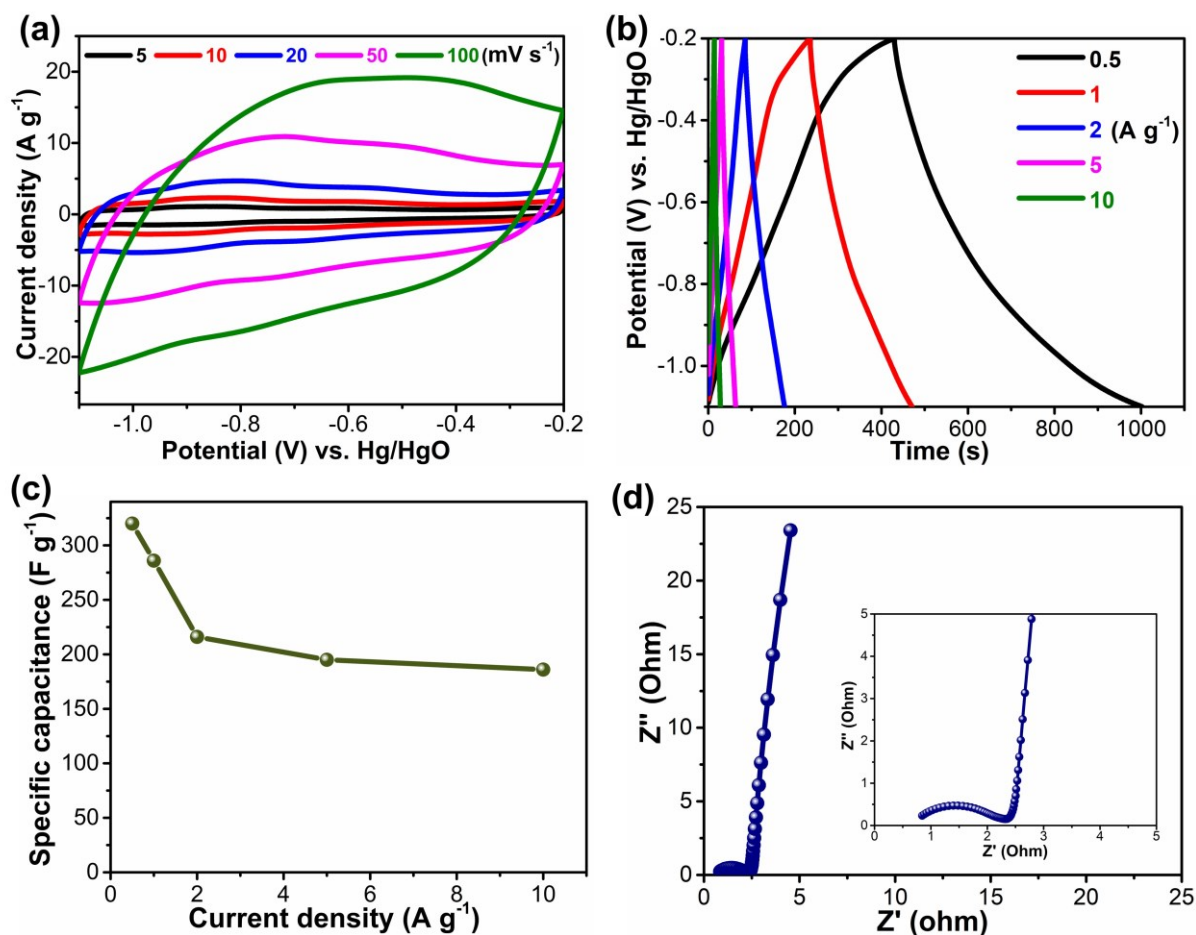 (a)
5 10 20 50 100 (mV s⁻¹)
20
10
0
-10
-20
Current density (A g⁻¹)
-1.0 -0.8 -0.6 -0.4 -0.2
Potential (V) vs. Hg/HgO
(b)
-0.2
-0.4
-0.6
-0.8
-1.0
Potential (V) vs. Hg/HgO
0.5
1
2 (A g⁻¹)
5
10
0 200 400 600 800 1000
Time (s)
(c)
300
250
200
150
100
50
0
Specific capacitance (F g⁻¹)
0 2 4 6 8 10
Current density (A g⁻¹)
(d)
25
20
15
10
5
0
Z'' (Ohm)
0 5 10 15 20 25
Z' (ohm)
5
4
3
2
1
0
Z'' (Ohm)
0 1 2 3 4 5
Z' (Ohm)